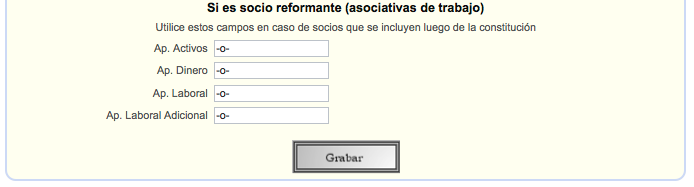 Si es socio reformante (asociativas de trabajo)
Utilice estos campos en caso de socios que se incluyen luego de la constitución
Ap. Activos -o-
Ap. Dinero -o-
Ap. Laboral -o-
Ap. Laboral Adicional -o-
Grabar